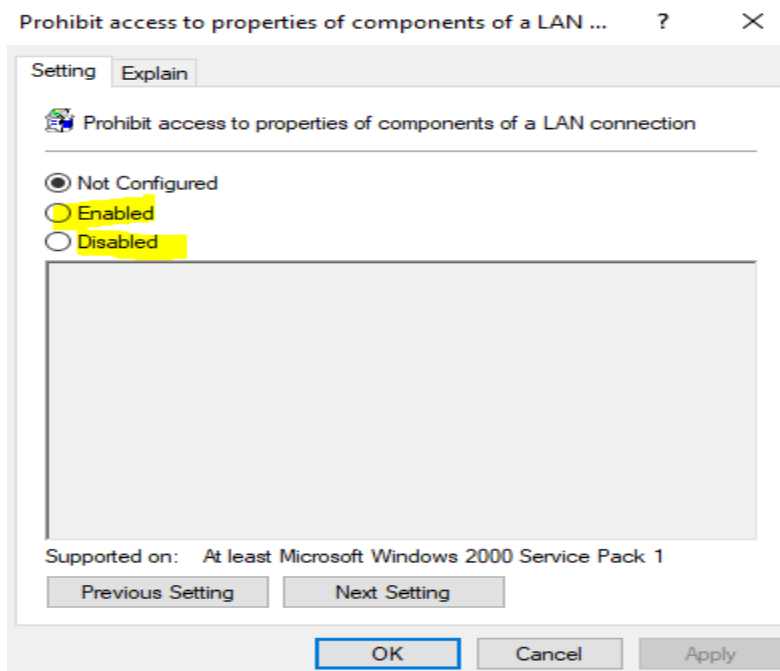 Prohibit access to properties of components of a LAN ... ?
Setting Explain
Prohibit access to properties of components of a LAN connection
Not Configured
Enabled
Disabled
Supported on: At least Microsoft Windows 2000 Service Pack 1
Previous Setting Next Setting
OK Cancel Apply